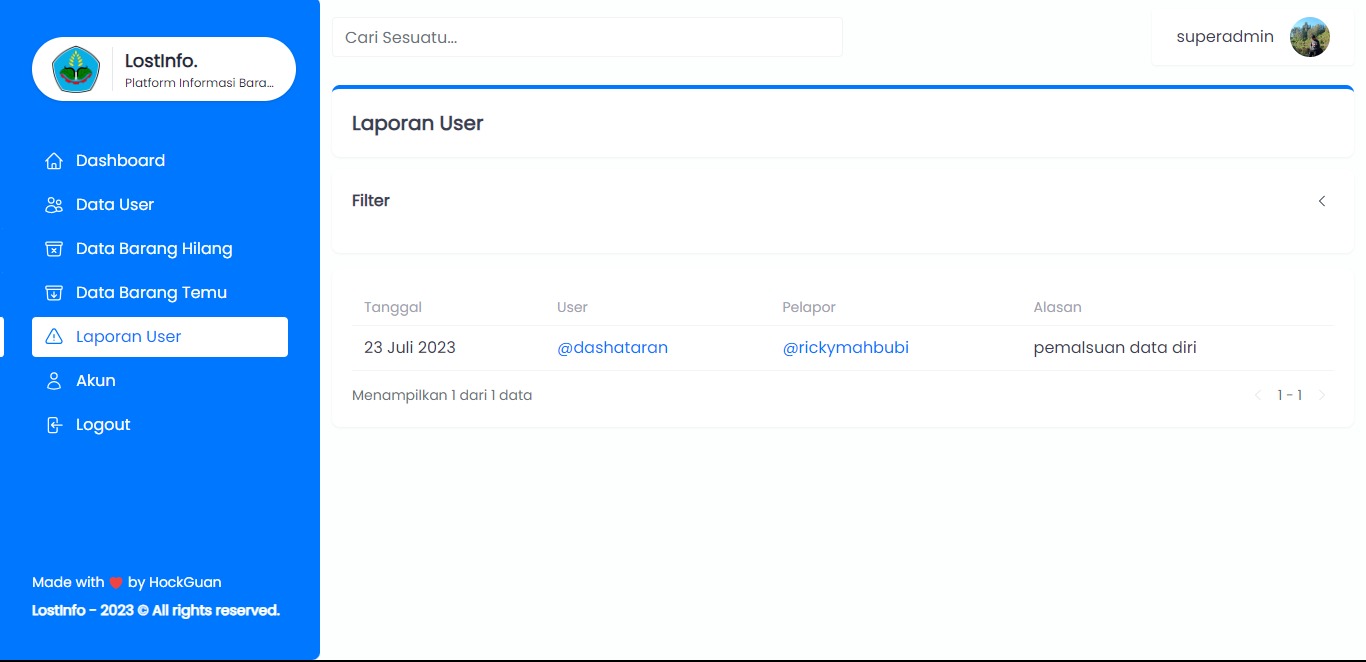 LostInfo.
Platform Informasi Bara...
Dashboard
Data User
Data Barang Hilang
Data Barang Temu
Laporan User
Akun
Logout
Made with by HockGuan
LostInfo - 2023 © All rights reserved.
Cari Sesuatu...
superadmin
Laporan User
Filter
Tanggal User Pelapor Alasan
23 Juli 2023 @dashataran @rickymahbubi pemalsuan data diri
Menampilkan 1 dari 1 data 1 - 1